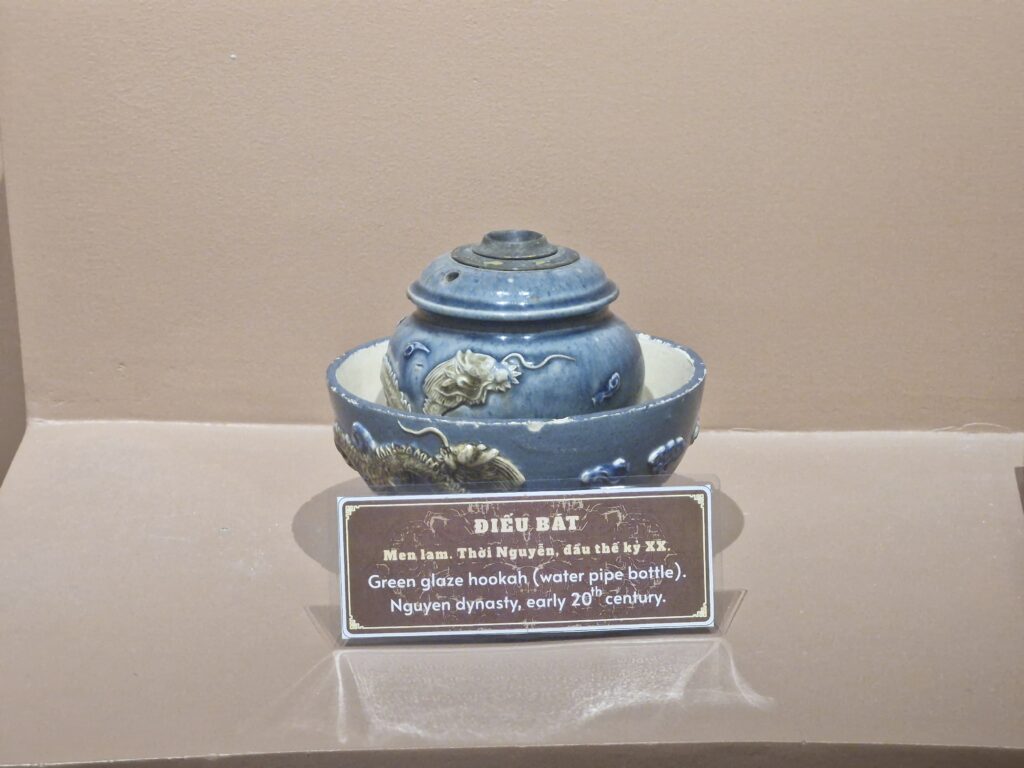 ĐIẾU BÁT
Men lam. Thời Nguyễn, đầu thế kỷ XX.
Green glaze hookah (water pipe bottle).
Nguyen dynasty, early 20th century.